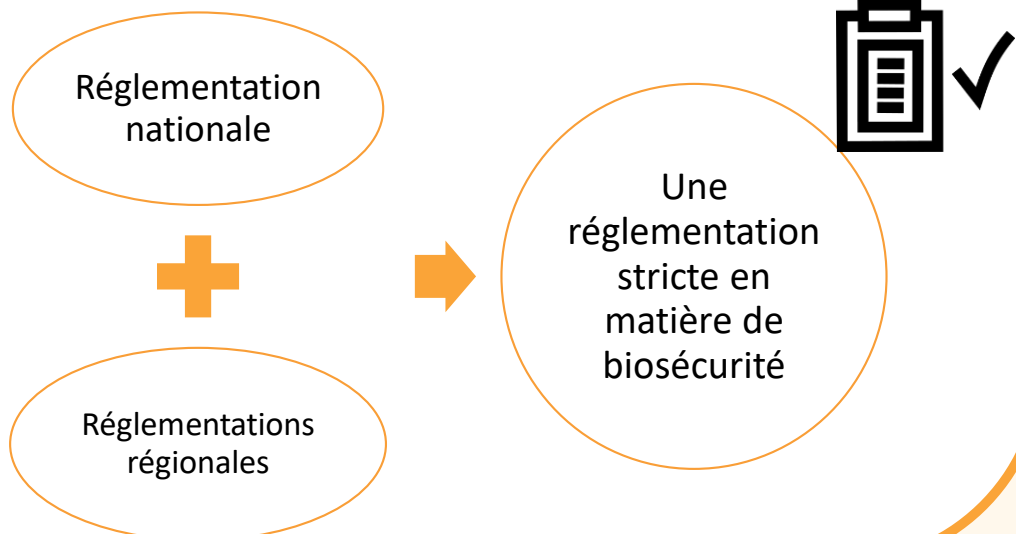 Réglementation
nationale
Réglementations
régionales
Une
réglementation
stricte en
matière de
biosécurité